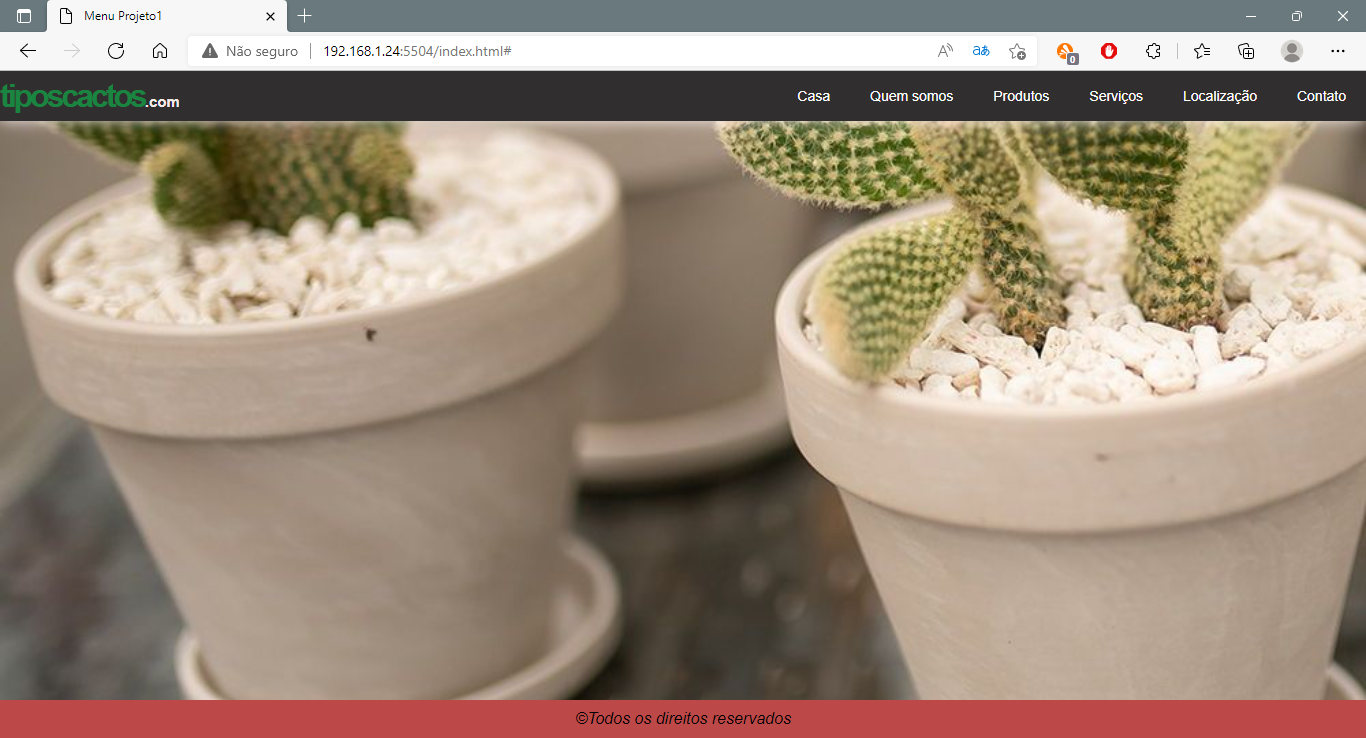 Menu Projeto1
Não seguro
192.168.1.24:5504/index.html#
0
tiposcactos.com
Casa Quem somos Produtos Serviços Localização Contato
©Todos os direitos reservados